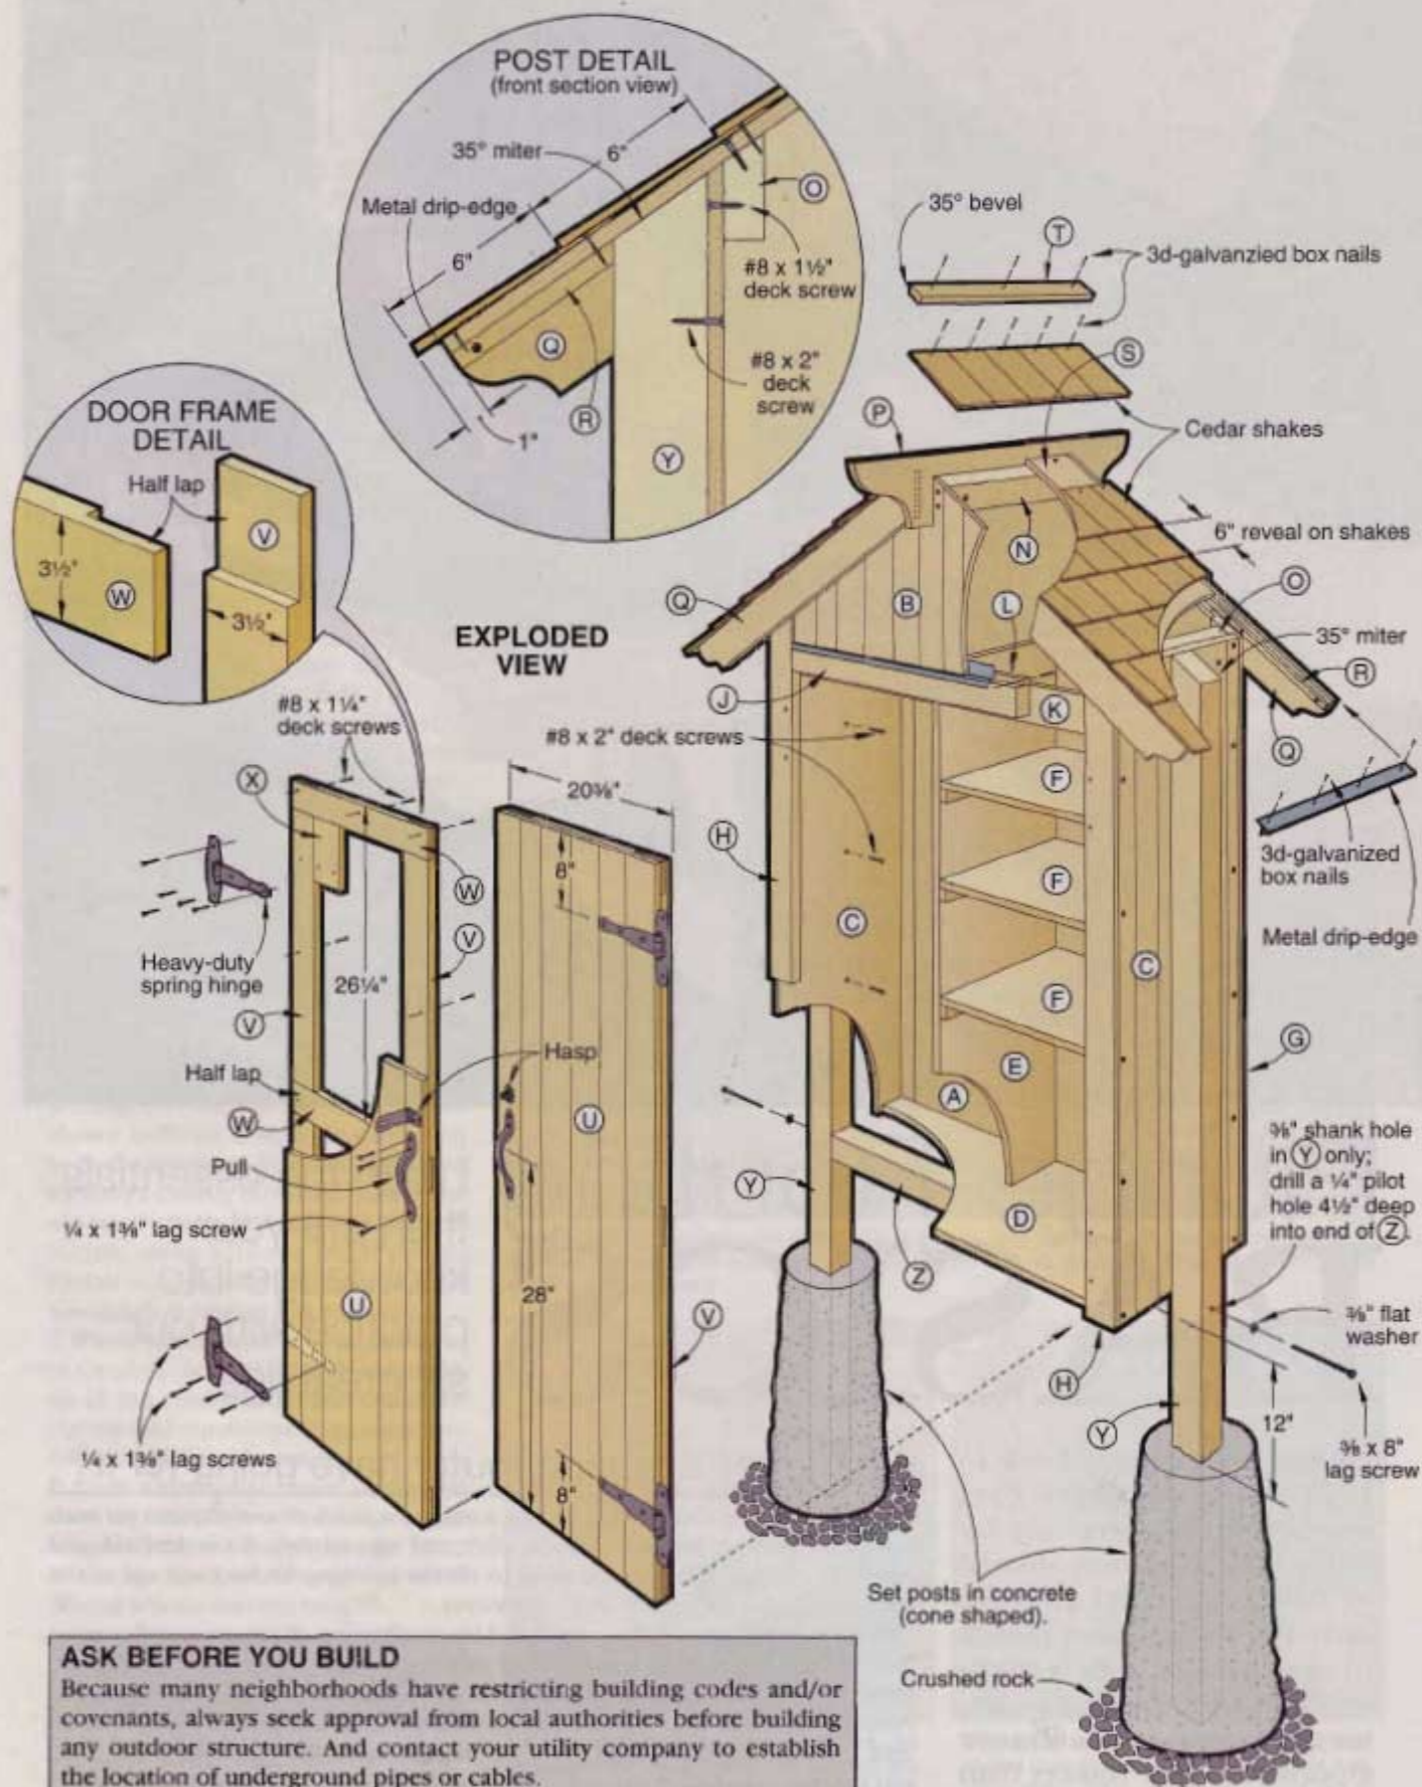 POST DETAIL
(front section view)
35° miter
6"
Metal drip-edge
6"
O
#8 x 1½"
deck screw
#8 x 2"
deck
screw
Q
R
1"
Y
35° bevel
T
3d-galvanzied box nails
S
P
Cedar shakes
6" reveal on shakes
DOOR FRAME
DETAIL
Half lap
V
3½"
W
3½"
EXPLODED
VIEW
N
B
L
O
35° miter
R
Q
Q
J
K
#8 x 1¼"
deck screws
#8 x 2" deck screws
X
20⅜"
F
8"
H
3d-galvanized
box nails
F
W
Metal drip-edge
V
C
C
Heavy-duty
spring hinge
26¼"
F
V
G
Hasp
E
Half lap
A
U
W
⅜" shank hole
in Y only;
drill a ¼" pilot
hole 4½" deep
into end of Z.
Pull
Y
D
¼ x 1⅜" lag screw
Z
28"
U
V
⅜" flat
washer
H
12"
Y
⅜ x 8"
lag screw
¼ x 1⅜" lag screws
8"
Set posts in concrete
(cone shaped).
Crushed rock
ASK BEFORE YOU BUILD
Because many neighborhoods have restricting building codes and/or
covenants, always seek approval from local authorities before building
any outdoor structure. And contact your utility company to establish
the location of underground pipes or cables.